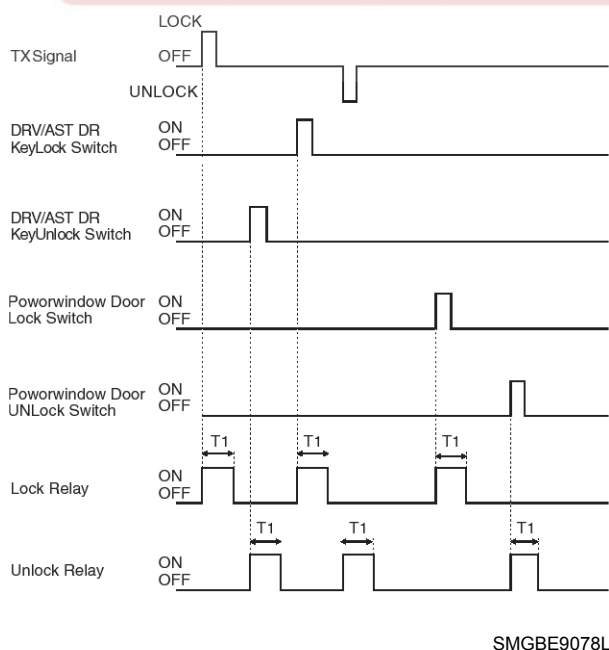 LOCK
TX Signal OFF
UNLOCK
DRV/AST DR ON
KeyLock Switch OFF
DRV/AST DR ON
KeyUnlock Switch OFF
Poworwindow Door ON
Lock Switch OFF
Poworwindow Door ON
UNLock Switch OFF
T1 T1 T1
Lock Relay ON
OFF
T1 T1 T1
Unlock Relay ON
OFF
SMGBE9078L